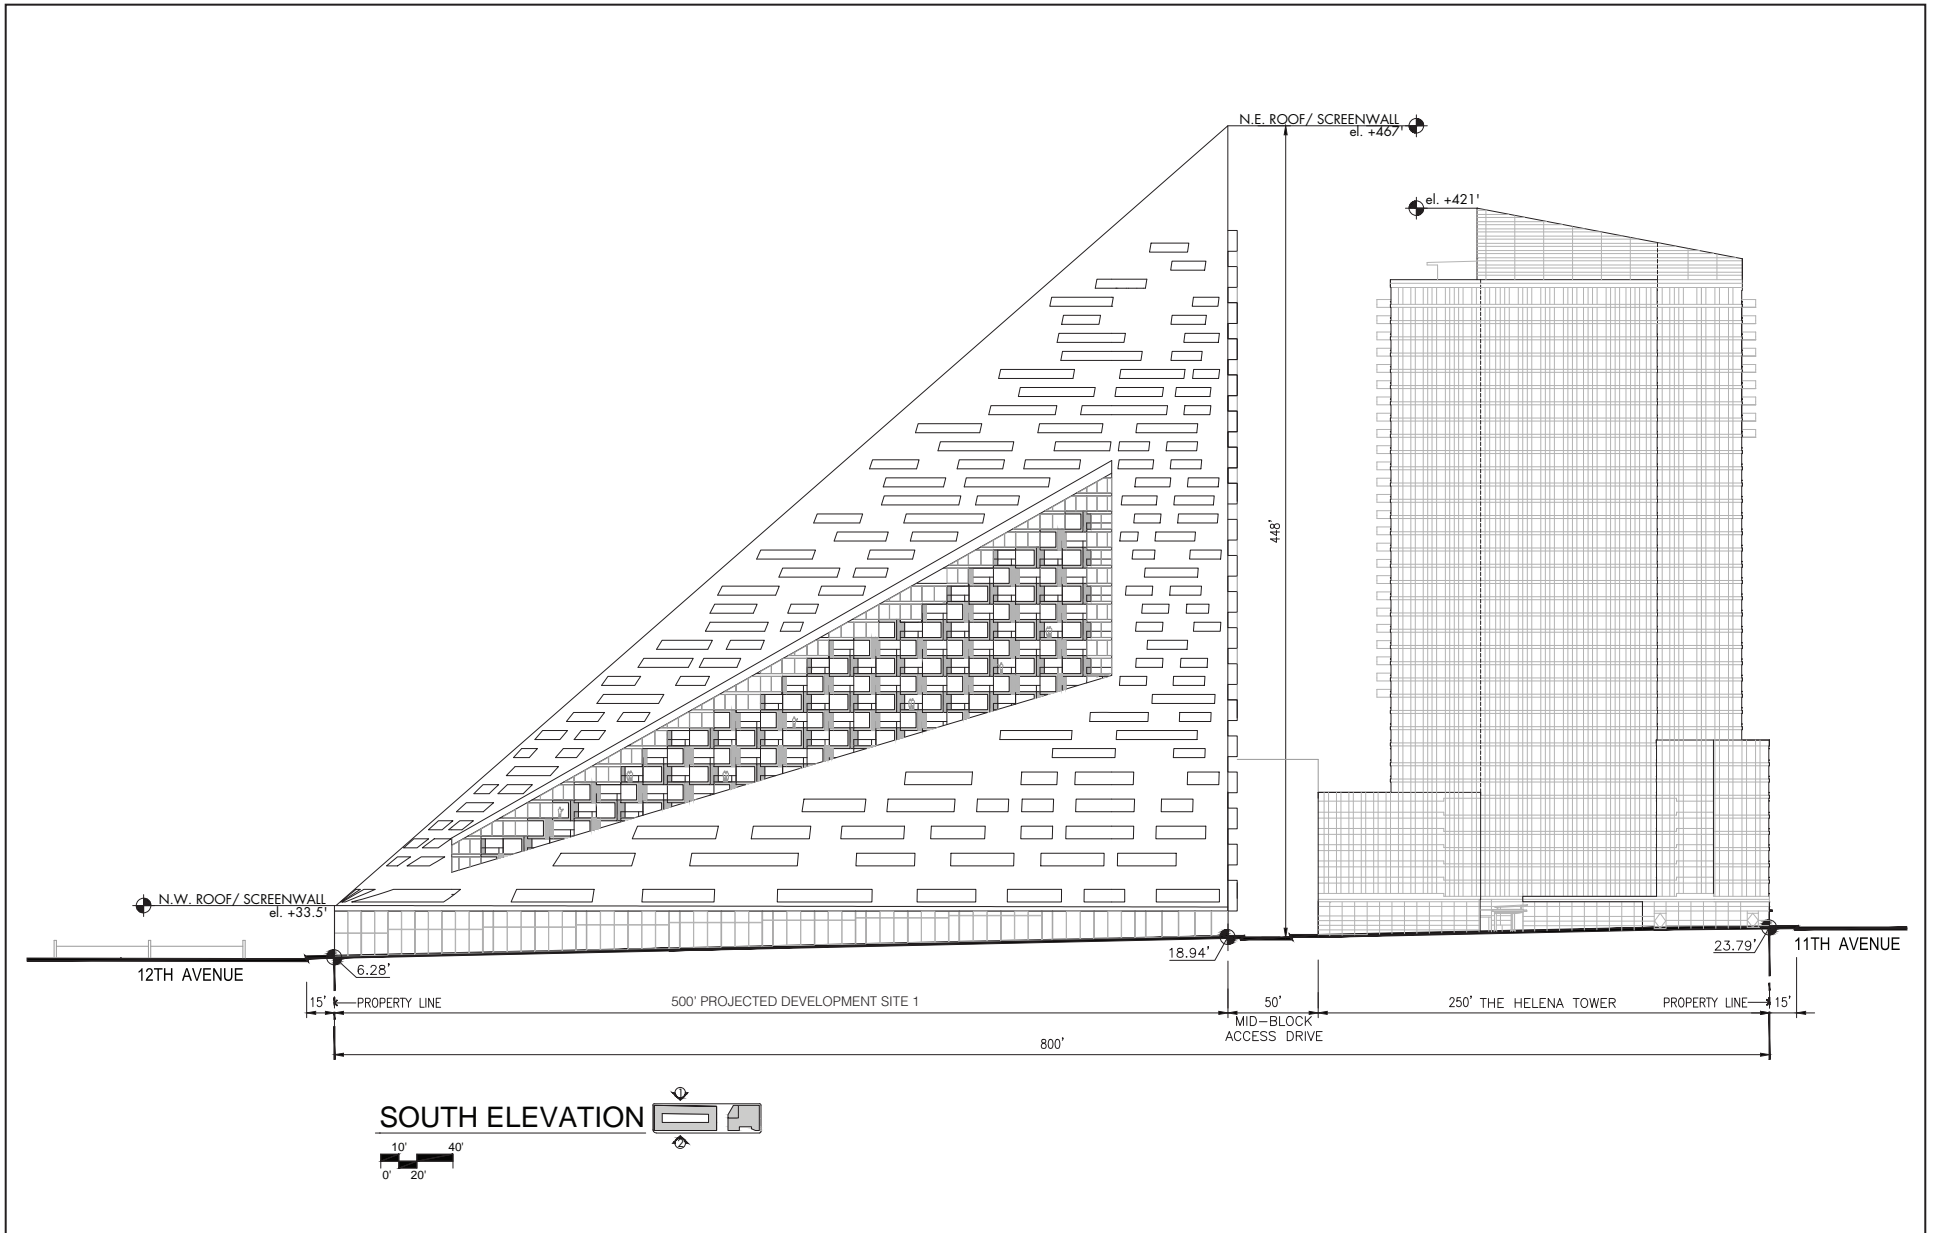 N.E. ROOF/ SCREENWALL
el. +467'
el. +421'
448'
N.W. ROOF/ SCREENWALL
el. +33.5'
12TH AVENUE
6.28'
18.94'
23.79'
11TH AVENUE
15'
PROPERTY LINE
500' PROJECTED DEVELOPMENT SITE 1
50'
MID-BLOCK
ACCESS DRIVE
250' THE HELENA TOWER
PROPERTY LINE
15'
800'
SOUTH ELEVATION
1
2
10' 40'
0' 20'